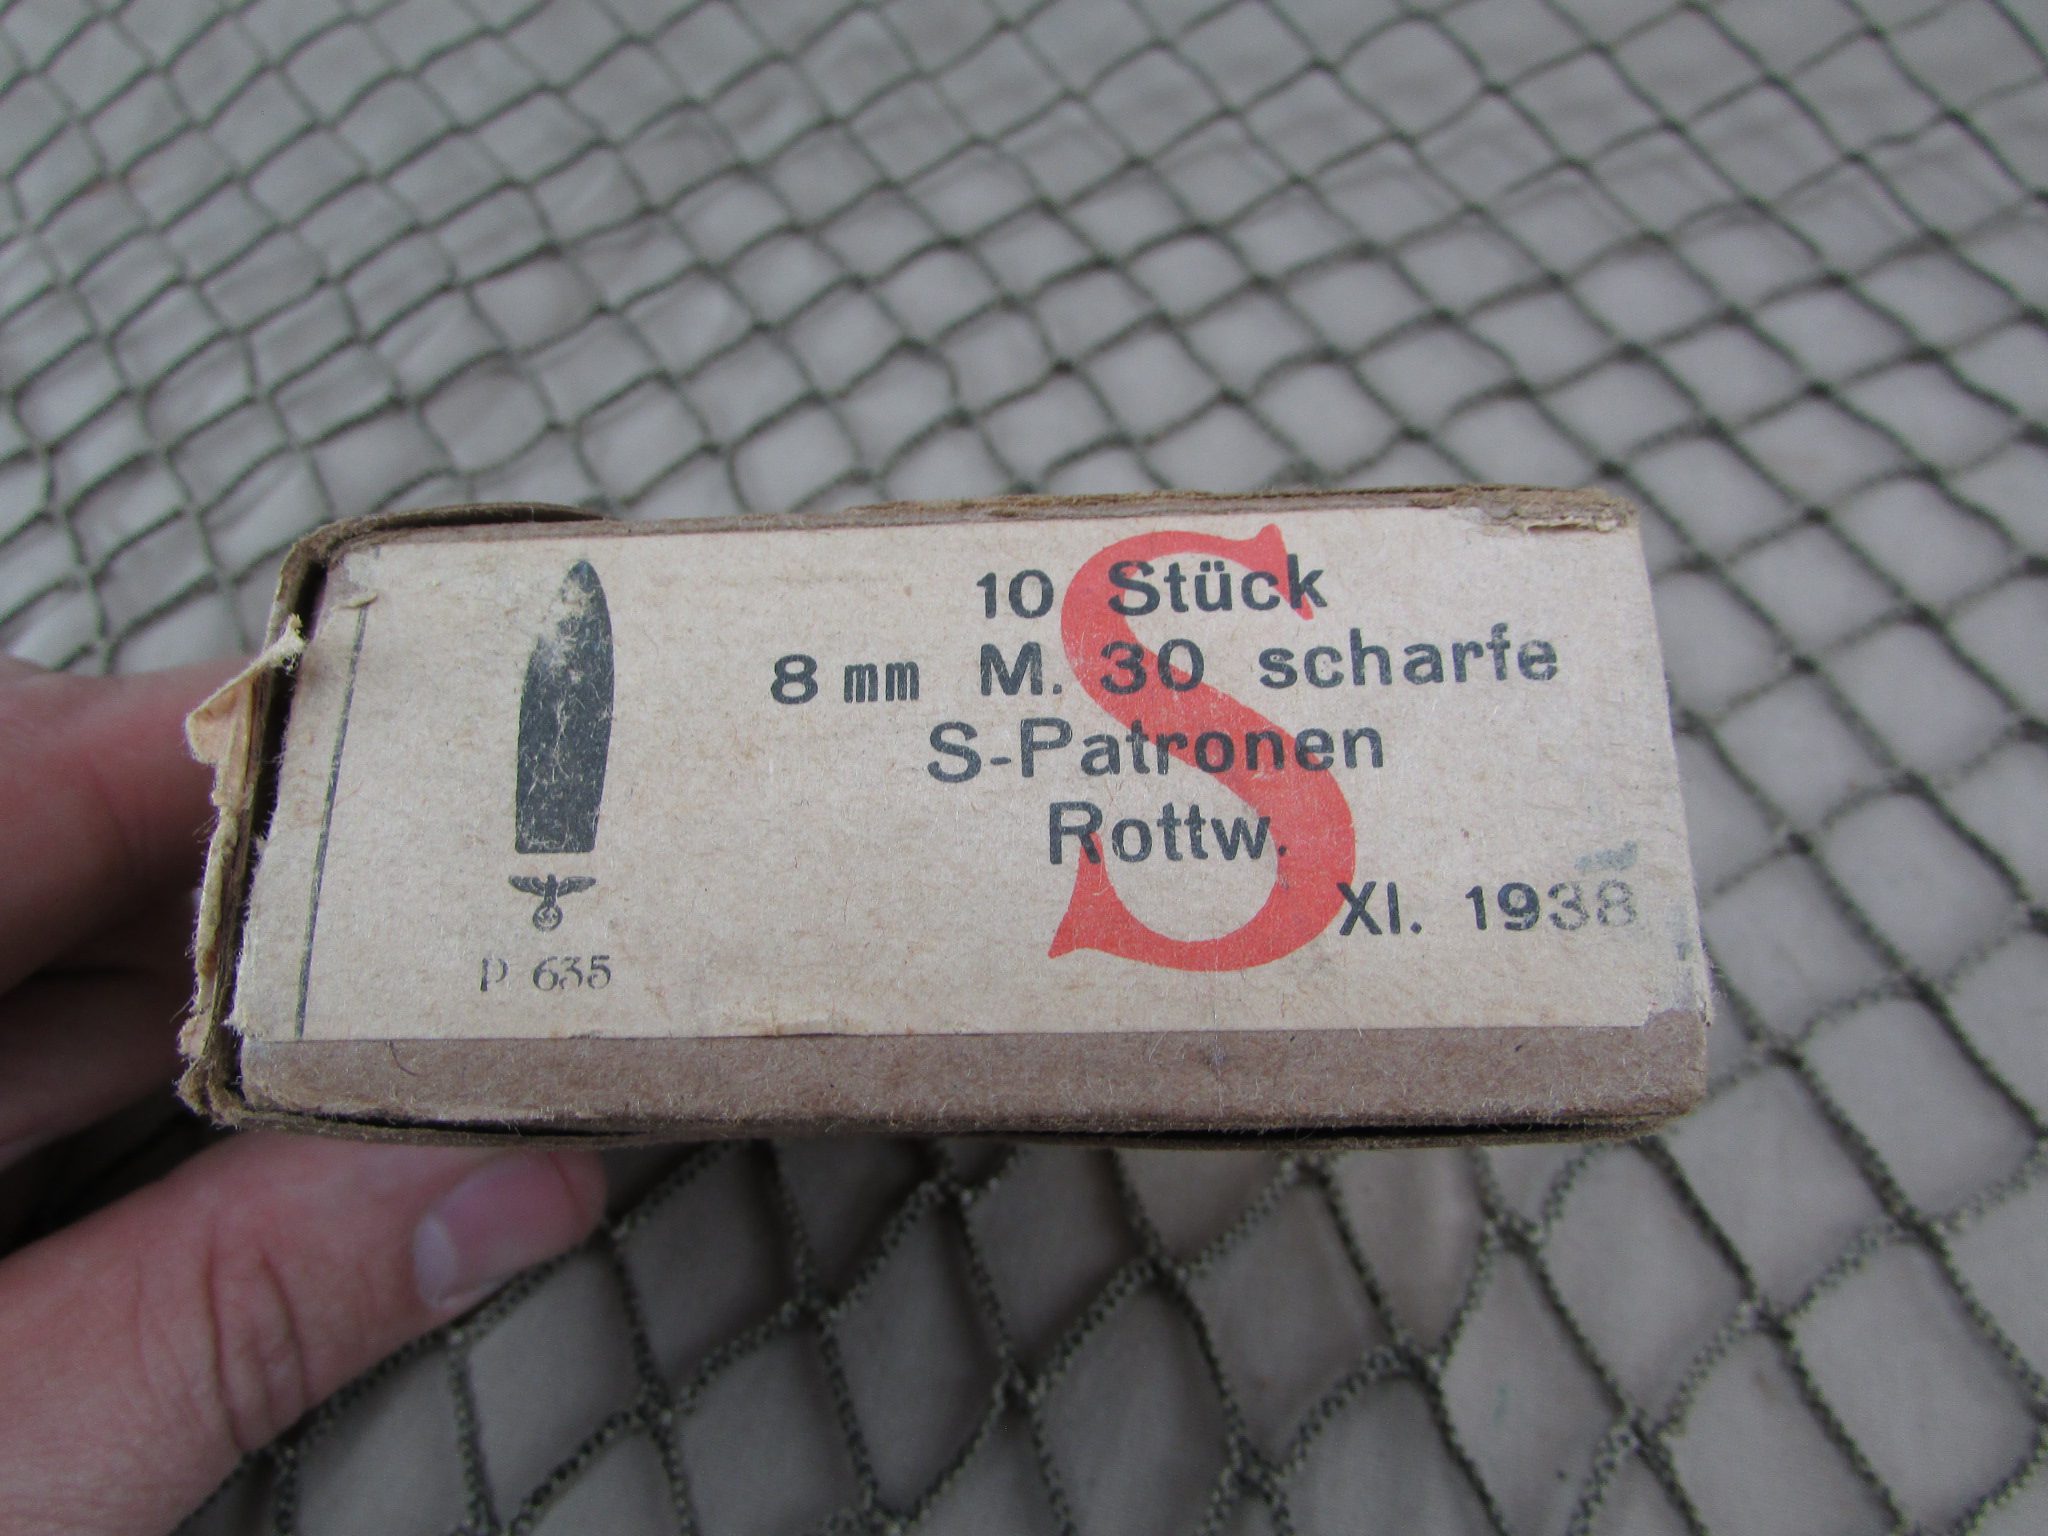 10 Stück
8 mm M. 30 scharfe
S-Patronen
Rottw.
XI. 1938
S
P 635